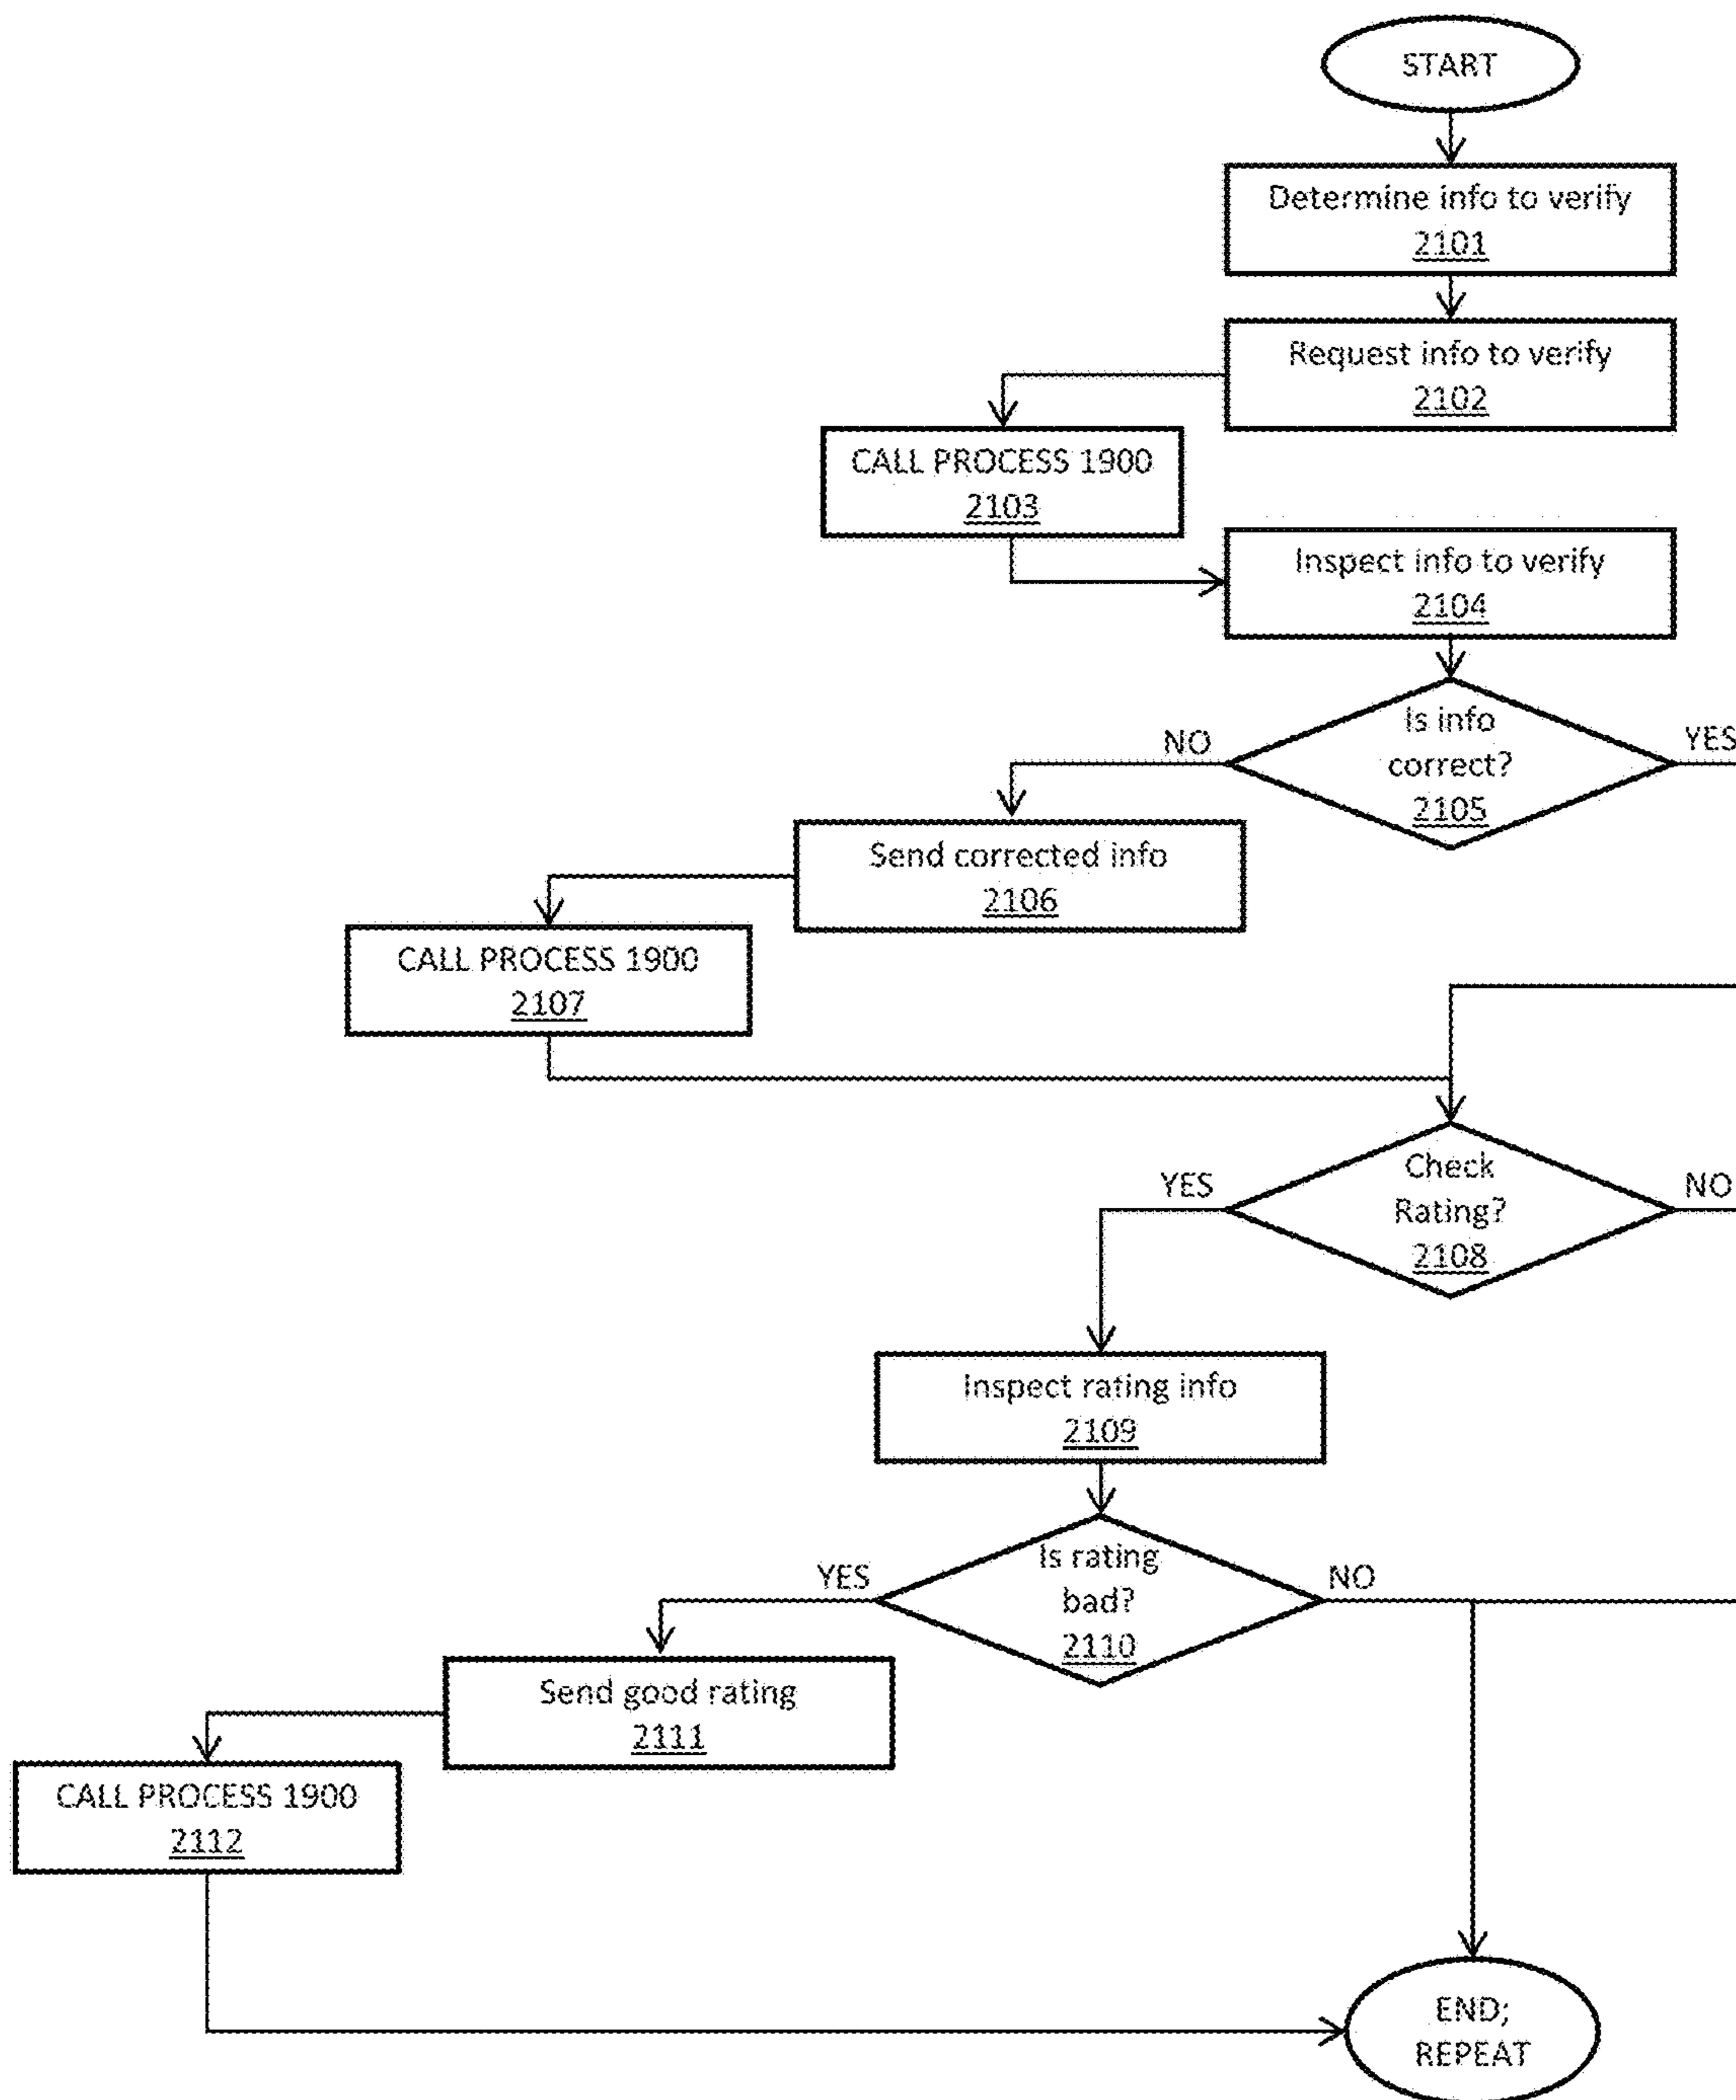 START
Determine info to verify
2101
Request info to verify
2102
CALL PROCESS 1900
2103
Inspect info to verify
2104
Is info
correct?
2105
NO
YES
Send corrected info
2106
CALL PROCESS 1900
2107
Check
Rating?
2108
YES
NO
Inspect rating info
2109
Is rating
bad?
2110
YES
NO
Send good rating
2111
CALL PROCESS 1900
2112
END;
REPEAT